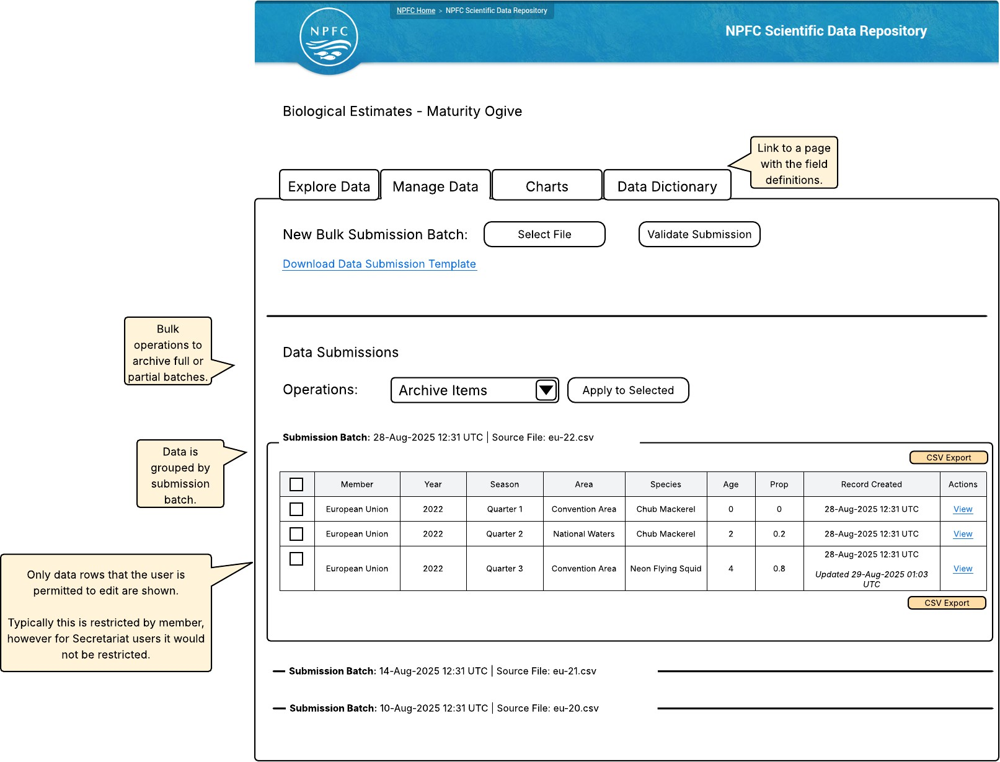 NPFC Home > NPFC Scientific Data Repository
NPFC
NPFC Scientific Data Repository
Biological Estimates - Maturity Ogive
Link to a page
with the field
definitions.
Explore Data
Manage Data
Charts
Data Dictionary
New Bulk Submission Batch:
Select File
Validate Submission
Download Data Submission Template
Bulk
operations to
archive full or
partial batches.
Data Submissions
Operations:
Archive Items
Apply to Selected
Data is
grouped by
submission
batch.
Submission Batch: 28-Aug-2025 12:31 UTC | Source File: eu-22.csv
CSV Export
Member Year Season Area Species Age Prop Record Created Actions
European Union 2022 Quarter 1 Convention Area Chub Mackerel 0 0 28-Aug-2025 12:31 UTC View
European Union 2022 Quarter 2 National Waters Chub Mackerel 2 0.2 28-Aug-2025 12:31 UTC View
European Union 2022 Quarter 3 Convention Area Neon Flying Squid 4 0.8 28-Aug-2025 12:31 UTC View
Updated 29-Aug-2025 01:03
UTC
CSV Export
Only data rows that the user is
permitted to edit are shown.
Typically this is restricted by member,
however for Secretariat users it would
not be restricted.
Submission Batch: 14-Aug-2025 12:31 UTC | Source File: eu-21.csv
Submission Batch: 10-Aug-2025 12:31 UTC | Source File: eu-20.csv